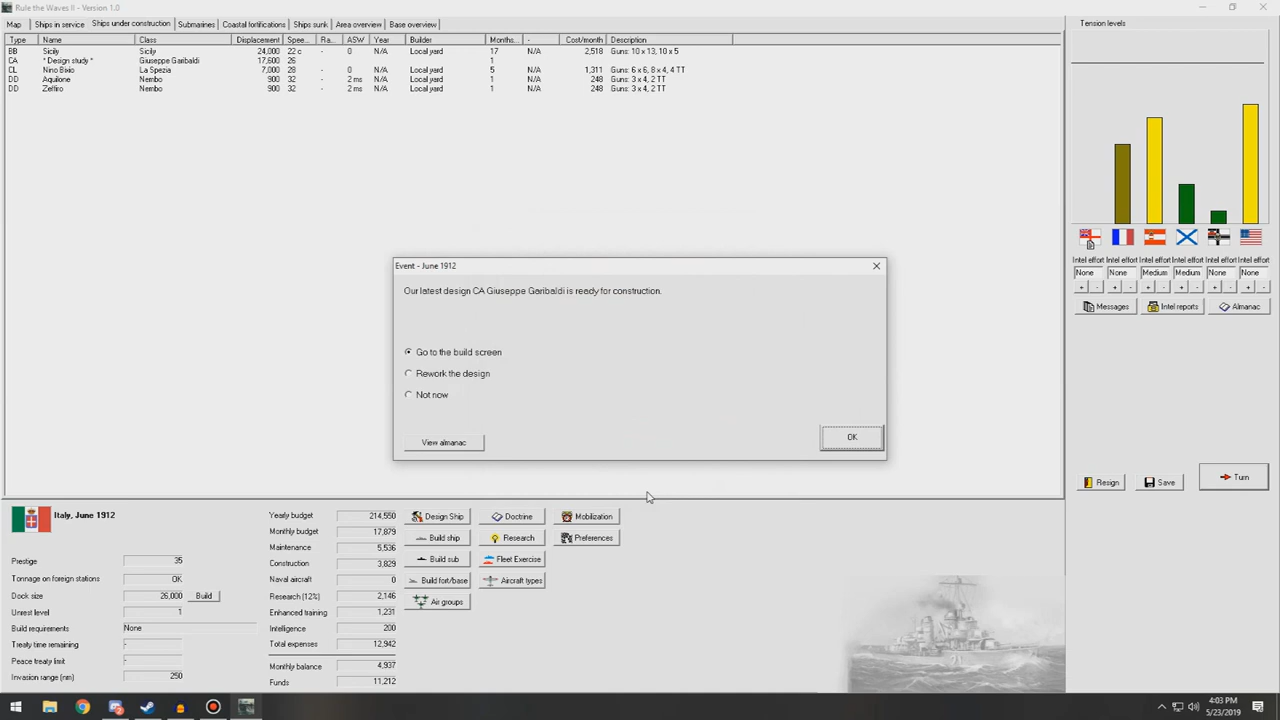 Rule the Waves II - Version 1.0
Map Ships in service Ships under construction Submarines Coastal fortifications Ships sunk Area overview Base overview
Type Name Class Displacement Spee... Ra... ASW Year Builder Months... - Cost/month Description
BB Sicily Sicily 24,000 22 c - 0 N/A Local yard 17 N/A 2,518 Guns: 10 x 13, 10 x 5
CA * Design study * Giuseppe Garibaldi 17,600 26 1
CL Nino Bixio La Spezia 7,000 28 - 0 N/A Local yard 5 N/A 1,311 Guns: 6 x 6, 8 x 4, 4 TT
DD Aquilone Nembo 900 32 - 2 ms N/A Local yard 1 N/A 248 Guns: 3 x 4, 2 TT
DD Zeffiro Nembo 900 32 - 2 ms N/A Local yard 1 N/A 248 Guns: 3 x 4, 2 TT
Tension levels
Intel effort Intel effort Intel effort Intel effort Intel effort Intel effort
None None Medium Medium None None
+ - + - + - + - + - + -
Messages Intel reports Almanac
Event - June 1912
Our latest design CA Giuseppe Garibaldi is ready for construction.
Go to the build screen
Rework the design
Not now
View almanac OK
Resign Save Turn
Italy, June 1912
Prestige 35
Tonnage on foreign stations OK
Dock size 26,000 Build
Unrest level 1
Build requirements None
Treaty time remaining -
Peace treaty limit -
Invasion range (nm) 250
Yearly budget 214,550
Monthly budget 17,879
Maintenance 5,536
Construction 3,829
Naval aircraft 0
Research (12%) 2,146
Enhanced training 1,231
Intelligence 200
Total expenses 12,942
Monthly balance 4,937
Funds 11,212
Design Ship Doctrine Mobilization
Build ship Research Preferences
Build sub Fleet Exercise
Build fort/base Aircraft types
Air groups
71
4:03 PM
5/23/2019